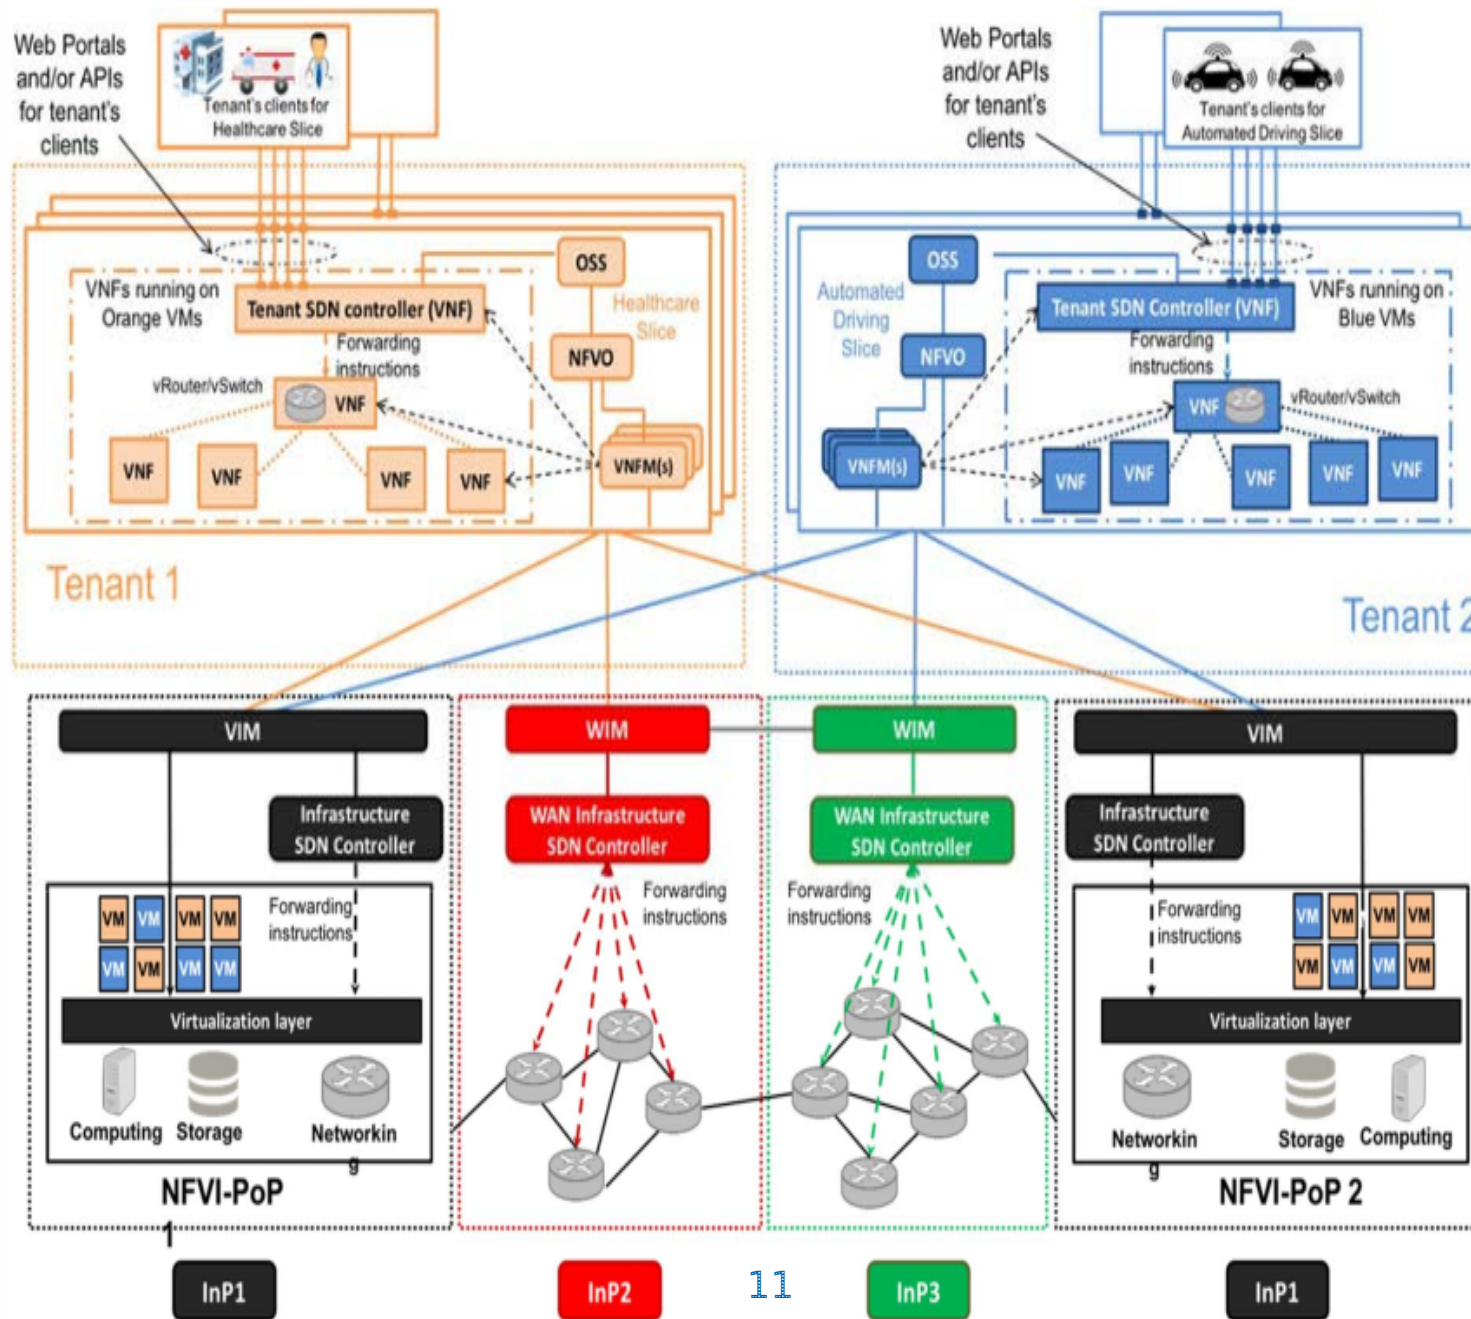 Web Portals
and/or APIs
for tenant's
clients
Tenant's clients for
Healthcare Slice
Web Portals
and/or APIs
for tenant's
clients
Tenant's clients for
Automated Driving Slice
VNFs running on
Orange VMs
Tenant SDN controller (VNF)
OSS
Healthcare
Slice
NFVO
Forwarding
instructions
vRouter/vSwitch
VNF
VNF
VNF
VNF
VNF
VNFM(s)
Tenant 1
OSS
Automated
Driving
Slice
NFVO
Tenant SDN Controller (VNF)
VNFs running on
Blue VMs
Forwarding
instructions
VNF
vRouter/vSwitch
VNFM(s)
VNF
VNF
VNF
VNF
VNF
Tenant 2
VIM
Infrastructure
SDN Controller
VM VM VM VM
VM VM VM VM
Forwarding
instructions
Virtualization layer
Computing
Storage
Networkin
g
NFVI-PoP
1
WIM
WAN Infrastructure
SDN Controller
Forwarding
instructions
WIM
WAN Infrastructure
SDN Controller
Forwarding
instructions
VIM
Infrastructure
SDN Controller
Forwarding
instructions
VM VM VM VM
VM VM VM VM
Virtualization layer
Networkin
g
Storage
Computing
NFVI-PoP 2
InP1
InP2
11
InP3
InP1